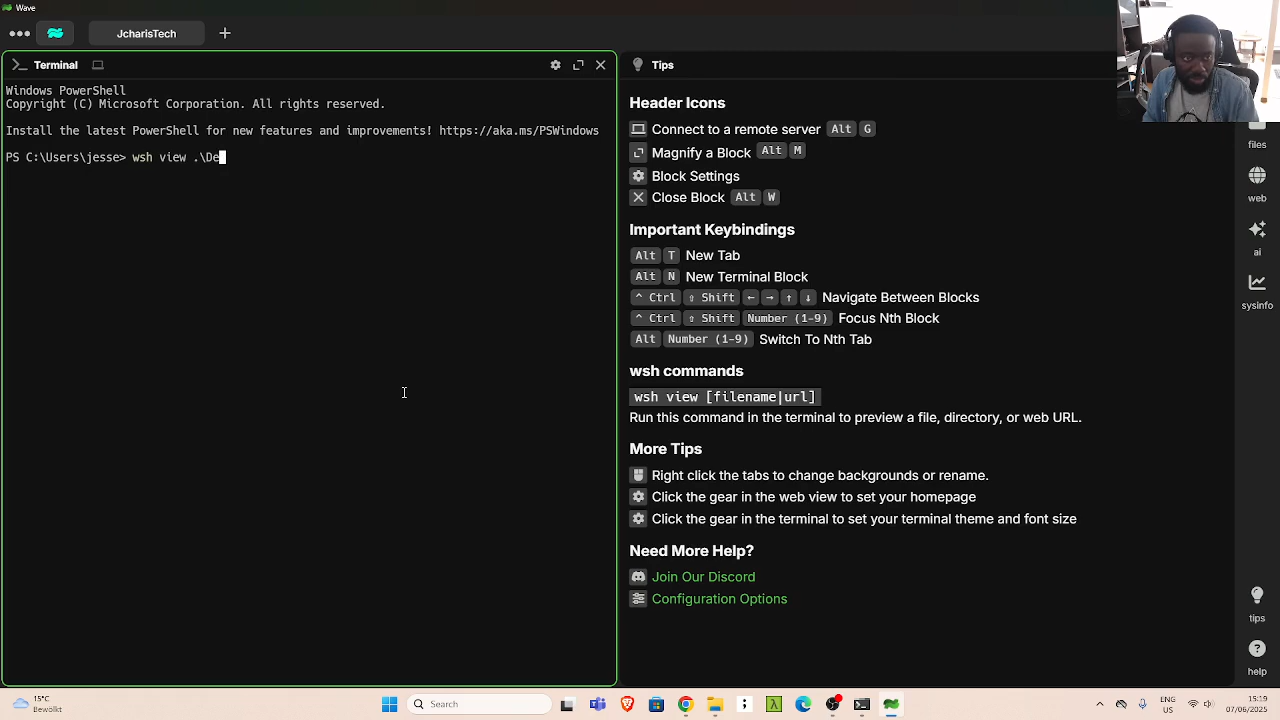 Wave
JcharisTech
Terminal
Windows PowerShell
Copyright (C) Microsoft Corporation. All rights reserved.
Install the latest PowerShell for new features and improvements! https://aka.ms/PSWindows
PS C:\Users\jesse> wsh view .\De
Tips
Header Icons
Connect to a remote server Alt G
Magnify a Block Alt M
Block Settings
Close Block Alt W
Important Keybindings
Alt T New Tab
Alt N New Terminal Block
^ Ctrl ⇧ Shift ← → ↑ ↓ Navigate Between Blocks
^ Ctrl ⇧ Shift Number (1-9) Focus Nth Block
Alt Number (1-9) Switch To Nth Tab
wsh commands
wsh view [filename|url]
Run this command in the terminal to preview a file, directory, or web URL.
More Tips
Right click the tabs to change backgrounds or rename.
Click the gear in the web view to set your homepage
Click the gear in the terminal to set your terminal theme and font size
Need More Help?
Join Our Discord
Configuration Options
files
web
ai
sysinfo
tips
help
15°C
Bewolkt
Search
ENG
US
15:19
07/06/2025